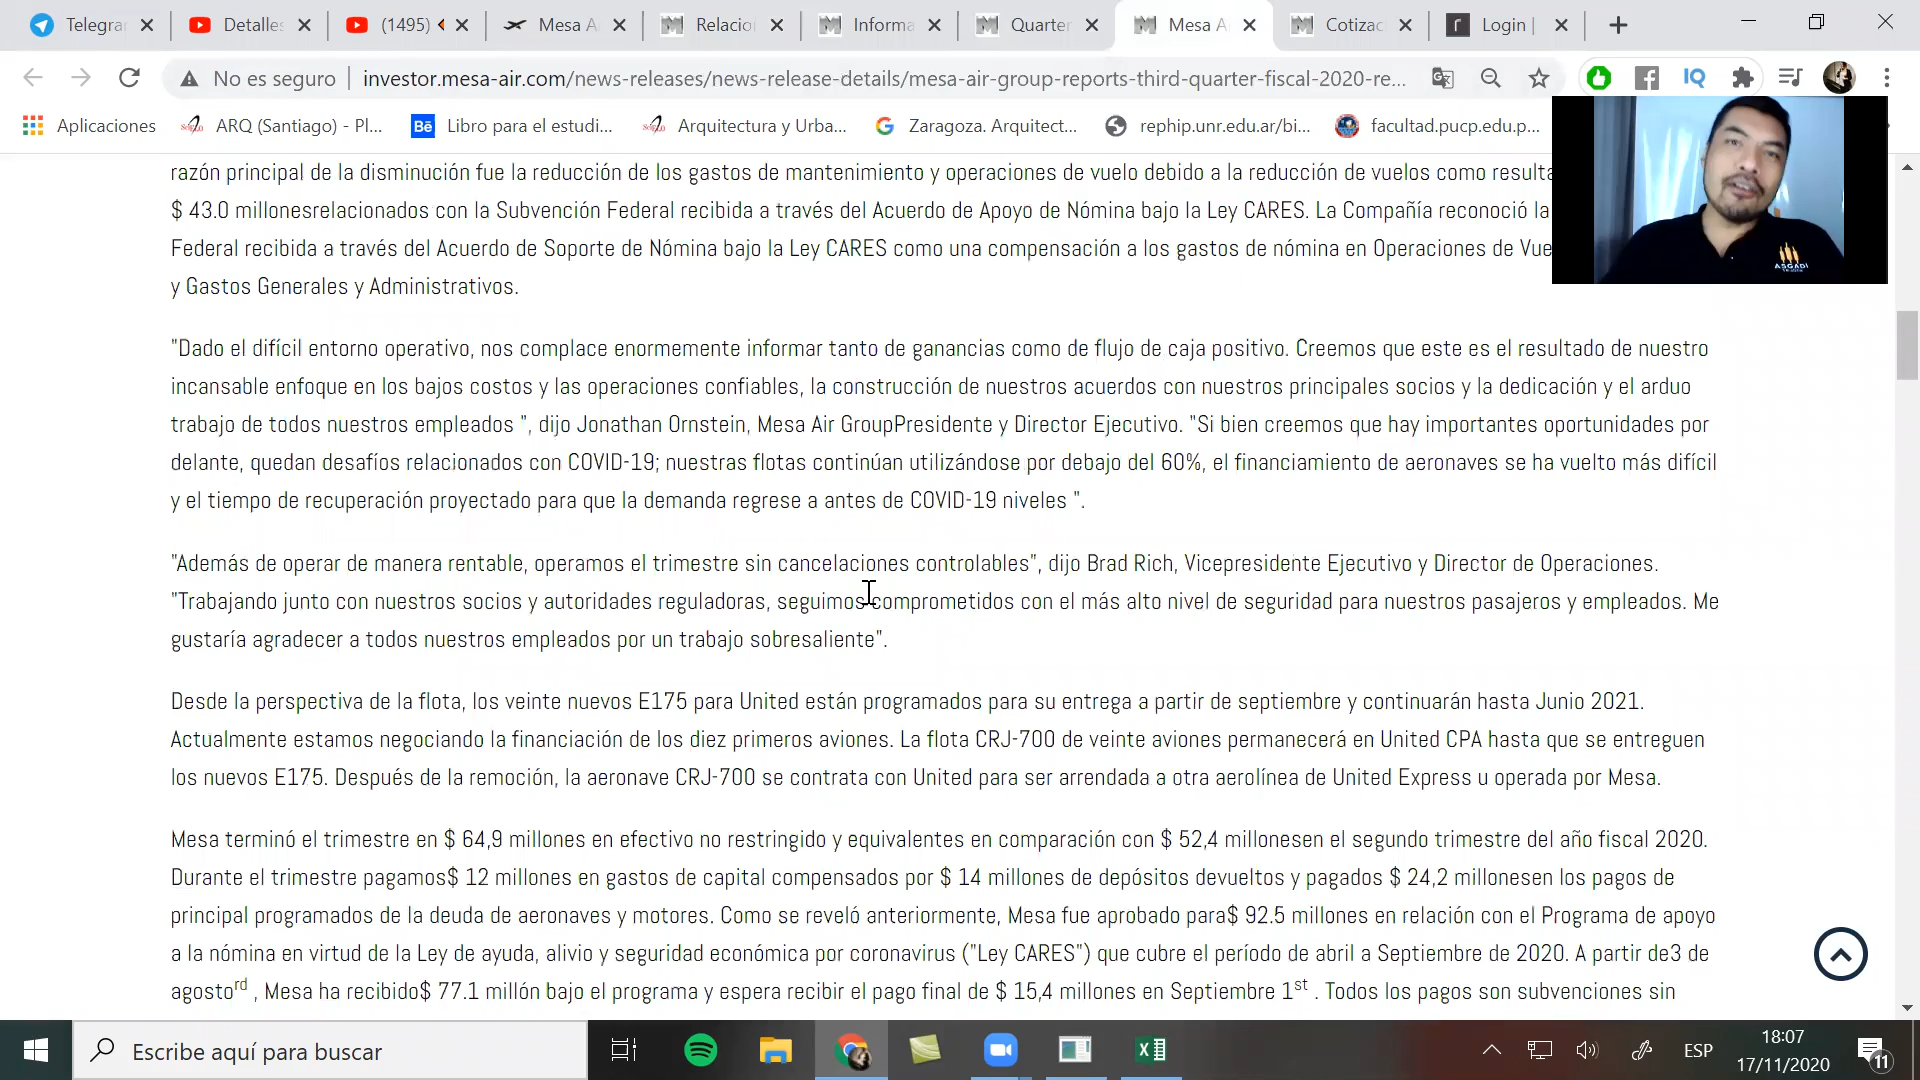 Telegrar
Detalles
(1495)
Mesa A
Relacio
Informa
Quarter
Mesa A
Cotizac
Login |
No es seguro
investor.mesa-air.com/news-releases/news-release-details/mesa-air-group-reports-third-quarter-fiscal-2020-re...
Aplicaciones
ARQ (Santiago) - Pl...
Libro para el estudi...
Arquitectura y Urba...
Zaragoza. Arquitect...
rephip.unr.edu.ar/bi...
facultad.pucp.edu.p...
razón principal de la disminución fue la reducción de los gastos de mantenimiento y operaciones de vuelo debido a la reducción de vuelos como resulta
$ 43.0 millonesrelacionados con la Subvención Federal recibida a través del Acuerdo de Apoyo de Nómina bajo la Ley CARES. La Compañía reconoció la
Federal recibida a través del Acuerdo de Soporte de Nómina bajo la Ley CARES como una compensación a los gastos de nómina en Operaciones de Vue
y Gastos Generales y Administrativos.
"Dado el difícil entorno operativo, nos complace enormemente informar tanto de ganancias como de flujo de caja positivo. Creemos que este es el resultado de nuestro
incansable enfoque en los bajos costos y las operaciones confiables, la construcción de nuestros acuerdos con nuestros principales socios y la dedicación y el arduo
trabajo de todos nuestros empleados ", dijo Jonathan Ornstein, Mesa Air GroupPresidente y Director Ejecutivo. "Si bien creemos que hay importantes oportunidades por
delante, quedan desafíos relacionados con COVID-19; nuestras flotas continúan utilizándose por debajo del 60%, el financiamiento de aeronaves se ha vuelto más difícil
y el tiempo de recuperación proyectado para que la demanda regrese a antes de COVID-19 niveles ".
"Además de operar de manera rentable, operamos el trimestre sin cancelaciones controlables", dijo Brad Rich, Vicepresidente Ejecutivo y Director de Operaciones.
"Trabajando junto con nuestros socios y autoridades reguladoras, seguimos comprometidos con el más alto nivel de seguridad para nuestros pasajeros y empleados. Me
gustaría agradecer a todos nuestros empleados por un trabajo sobresaliente".
Desde la perspectiva de la flota, los veinte nuevos E175 para United están programados para su entrega a partir de septiembre y continuarán hasta Junio 2021.
Actualmente estamos negociando la financiación de los diez primeros aviones. La flota CRJ-700 de veinte aviones permanecerá en United CPA hasta que se entreguen
los nuevos E175. Después de la remoción, la aeronave CRJ-700 se contrata con United para ser arrendada a otra aerolínea de United Express u operada por Mesa.
Mesa terminó el trimestre en $ 64,9 millones en efectivo no restringido y equivalentes en comparación con $ 52,4 millonesen el segundo trimestre del año fiscal 2020.
Durante el trimestre pagamos$ 12 millones en gastos de capital compensados por $ 14 millones de depósitos devueltos y pagados $ 24,2 millonesen los pagos de
principal programados de la deuda de aeronaves y motores. Como se reveló anteriormente, Mesa fue aprobado para$ 92.5 millones en relación con el Programa de apoyo
a la nómina en virtud de la Ley de ayuda, alivio y seguridad económica por coronavirus ("Ley CARES") que cubre el período de abril a Septiembre de 2020. A partir de3 de
agostord , Mesa ha recibido$ 77.1 millón bajo el programa y espera recibir el pago final de $ 15,4 millones en Septiembre 1st . Todos los pagos son subvenciones sin
Escribe aquí para buscar
ESP
18:07
17/11/2020
11